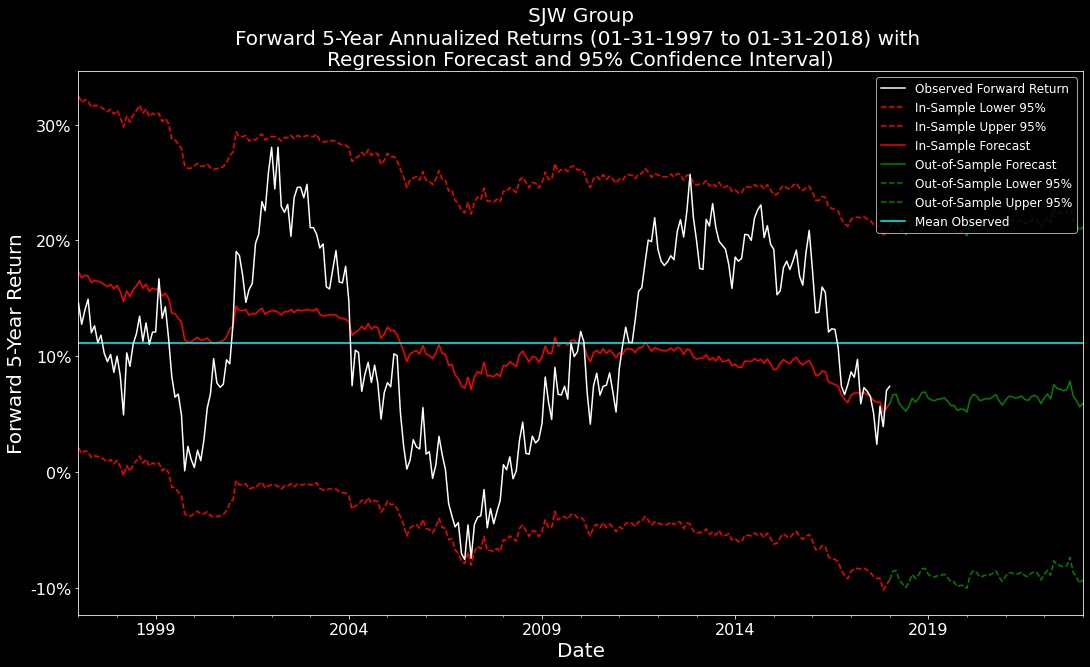 SJW Group
Forward 5-Year Annualized Returns (01-31-1997 to 01-31-2018) with
Regression Forecast and 95% Confidence Interval)
Observed Forward Return
In-Sample Lower 95%
In-Sample Upper 95%
In-Sample Forecast
Out-of-Sample Forecast
Out-of-Sample Lower 95%
Out-of-Sample Upper 95%
Mean Observed
Forward 5-Year Return
30%
20%
10%
0%
-10%
1999
2004
2009
2014
2019
Date